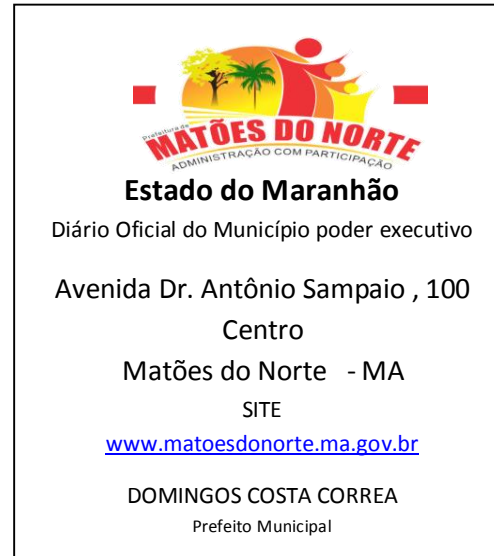 Prefeitura de
MATÕES DO NORTE
ADMINISTRAÇÃO COM PARTICIPAÇÃO
Estado do Maranhão
Diário Oficial do Município poder executivo
Avenida Dr. Antônio Sampaio , 100
Centro
Matões do Norte - MA
SITE
www.matoesdonorte.ma.gov.br
DOMINGOS COSTA CORREA
Prefeito Municipal